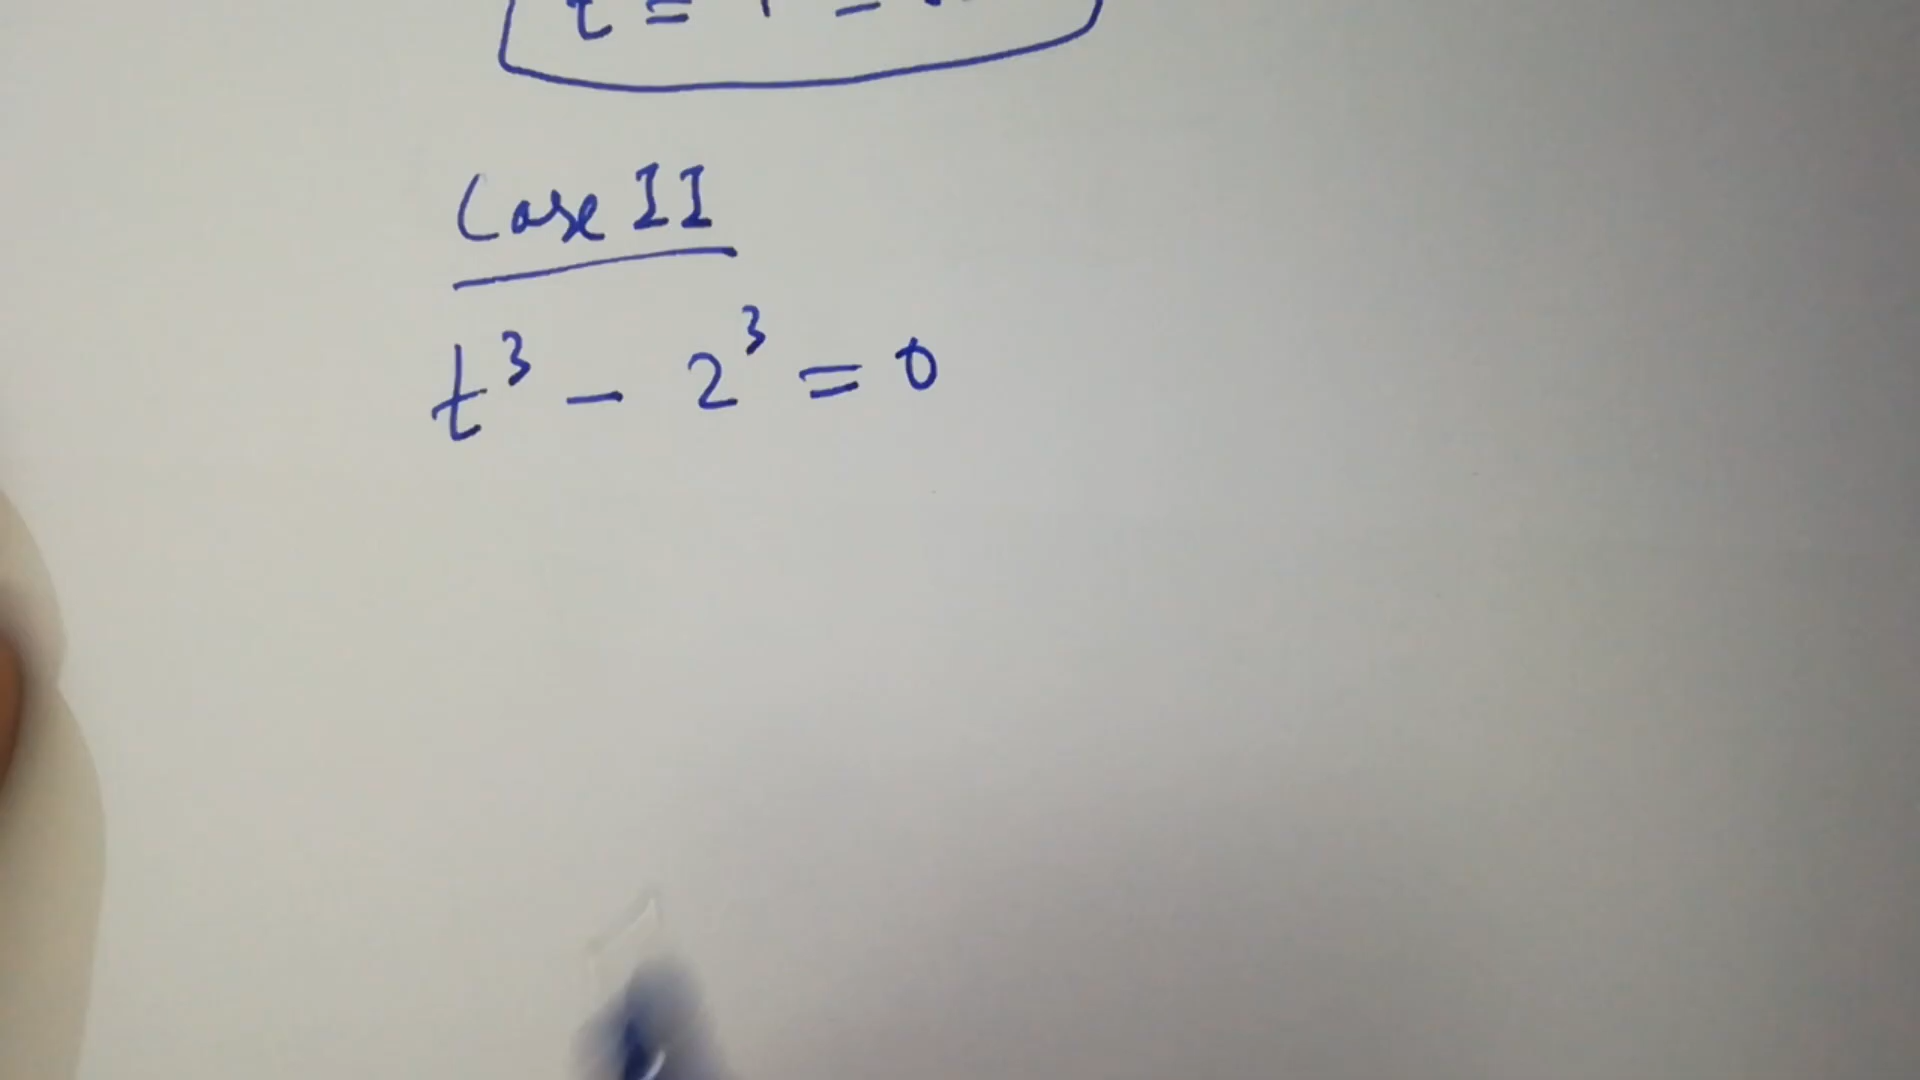 t =
Case II
t³ - 2³ = 0